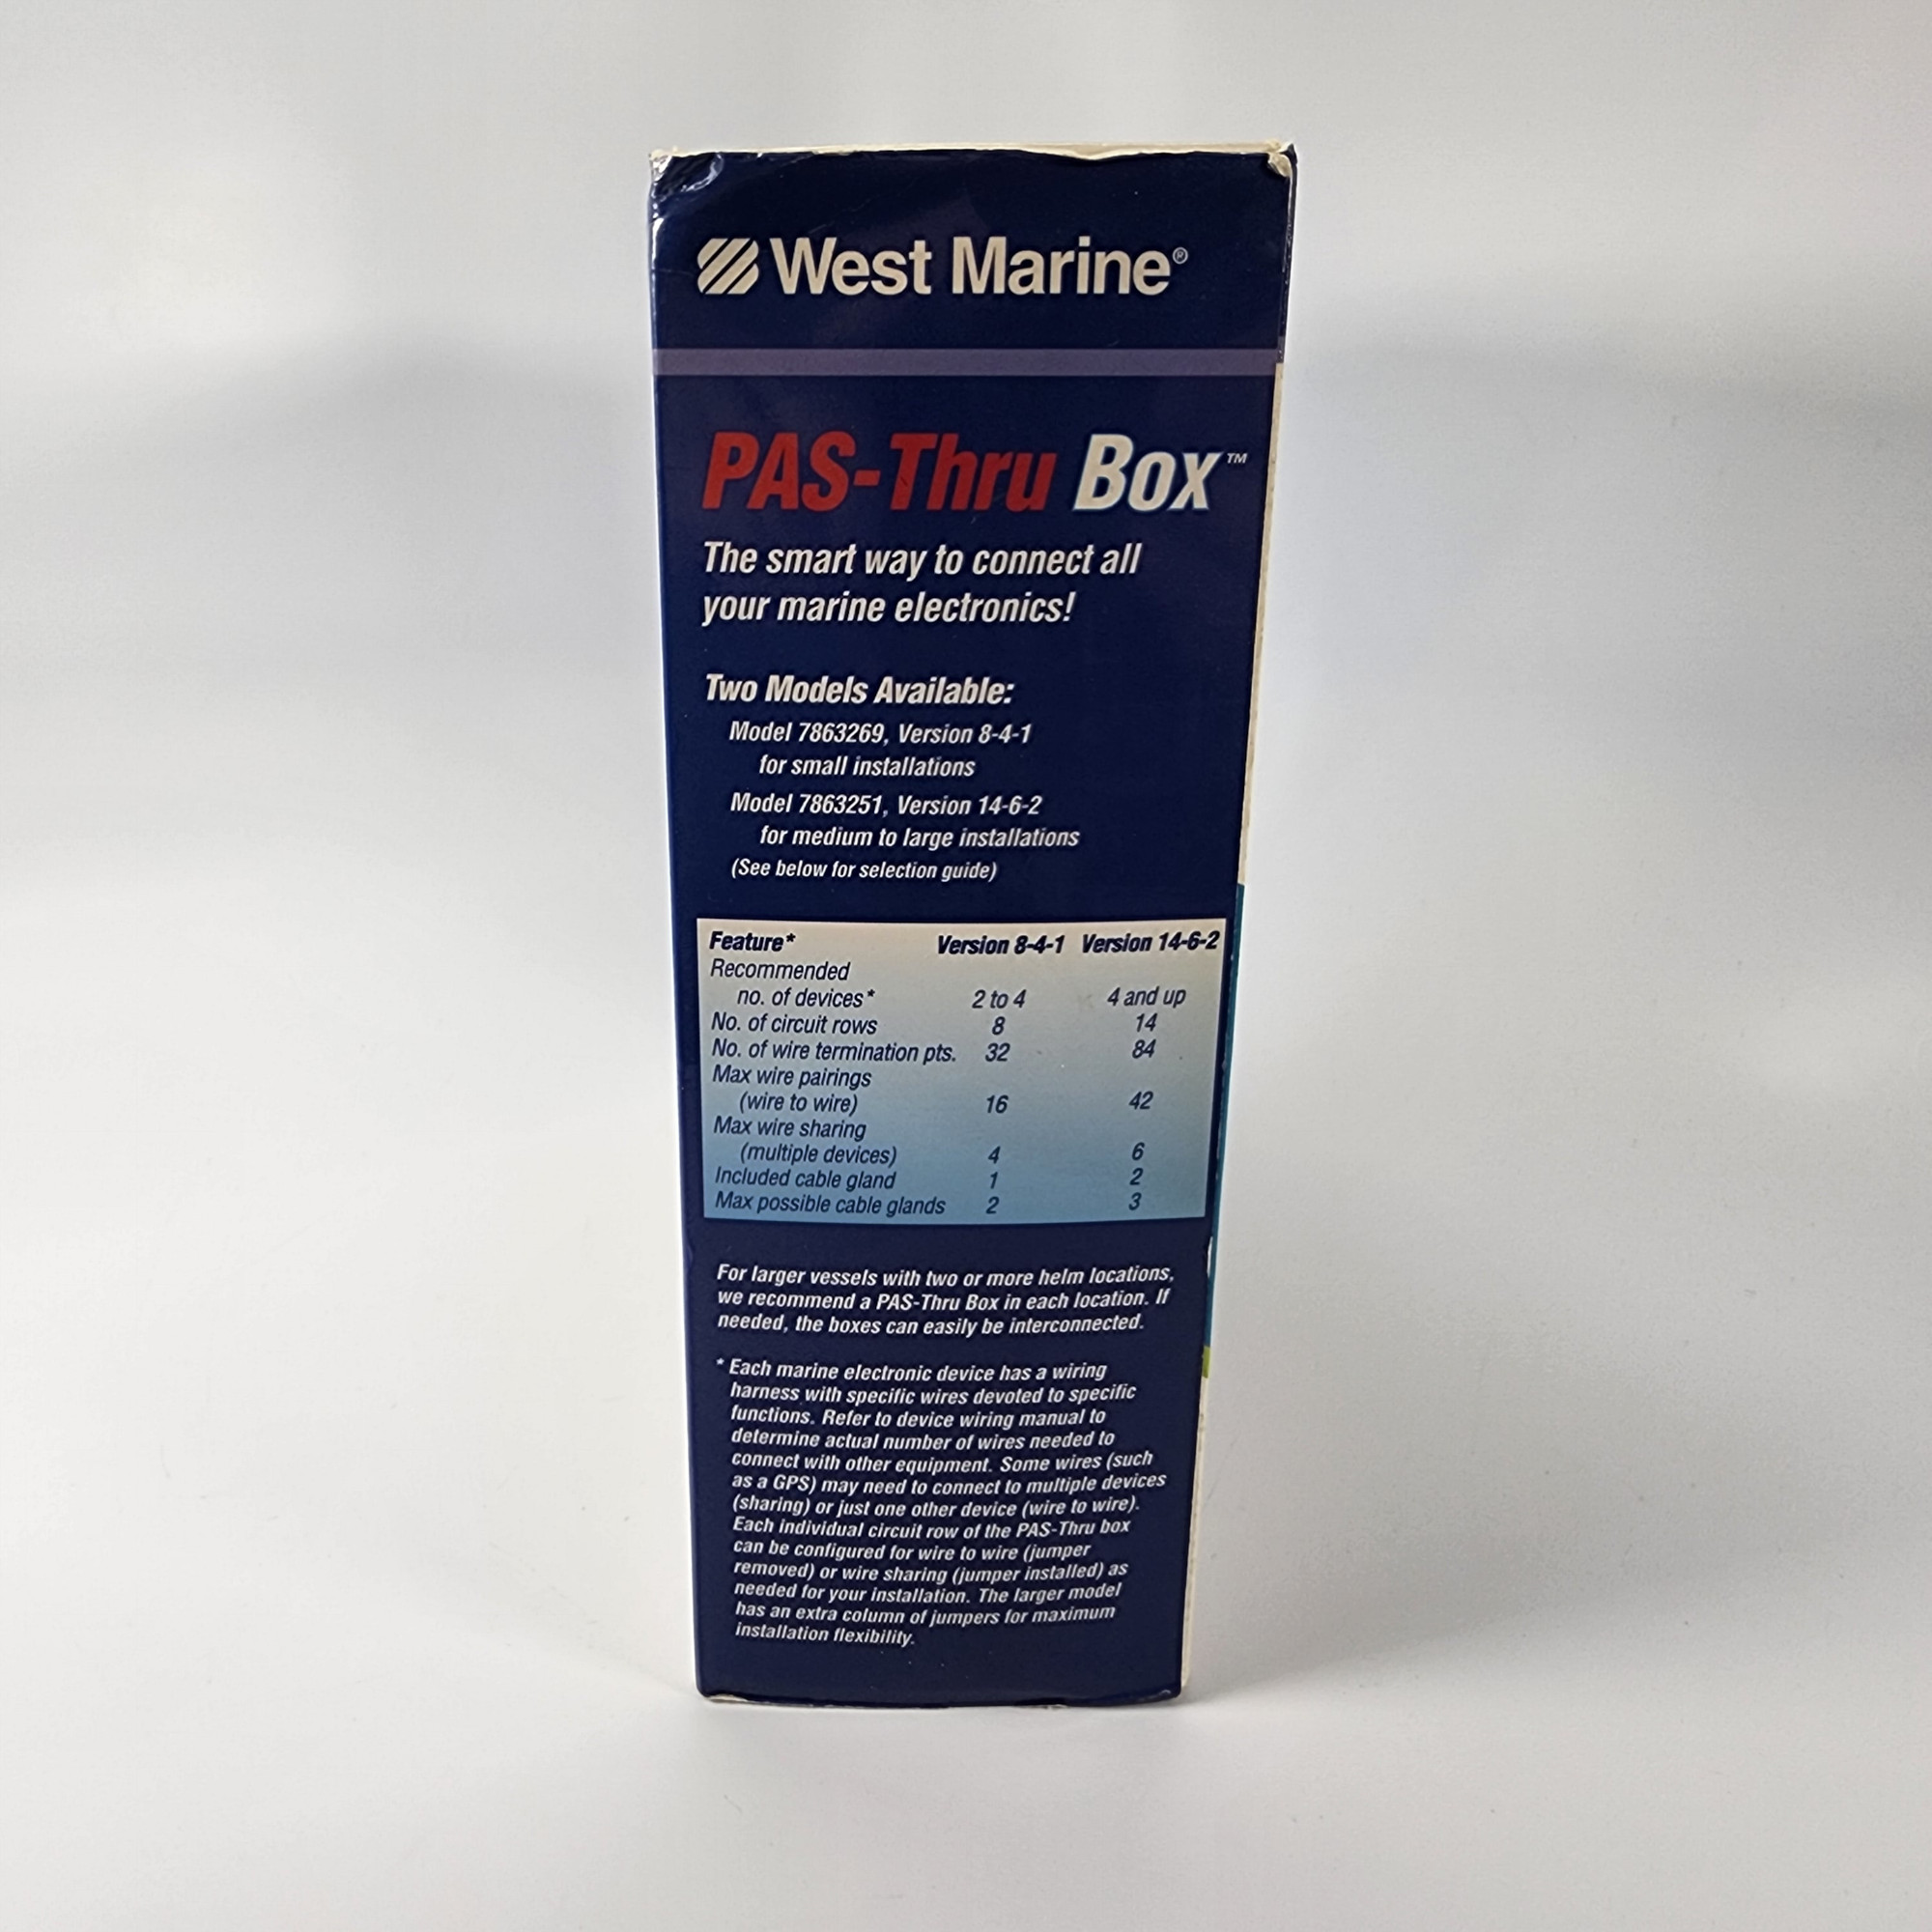 West Marine®
PAS-Thru Box™
The smart way to connect all
your marine electronics!
Two Models Available:
Model 7863269, Version 8-4-1
for small installations
Model 7863251, Version 14-6-2
for medium to large installations
(See below for selection guide)
Feature* Version 8-4-1 Version 14-6-2
Recommended
no. of devices* 2 to 4 4 and up
No. of circuit rows 8 14
No. of wire termination pts. 32 84
Max wire pairings
(wire to wire) 16 42
Max wire sharing
(multiple devices) 4 6
Included cable gland 1 2
Max possible cable glands 2 3
For larger vessels with two or more helm locations,
we recommend a PAS-Thru Box in each location. If
needed, the boxes can easily be interconnected.
* Each marine electronic device has a wiring
harness with specific wires devoted to specific
functions. Refer to device wiring manual to
determine actual number of wires needed to
connect with other equipment. Some wires (such
as a GPS) may need to connect to multiple devices
(sharing) or just one other device (wire to wire).
Each individual circuit row of the PAS-Thru box
can be configured for wire to wire (jumper
removed) or wire sharing (jumper installed) as
needed for your installation. The larger model
has an extra column of jumpers for maximum
installation flexibility.